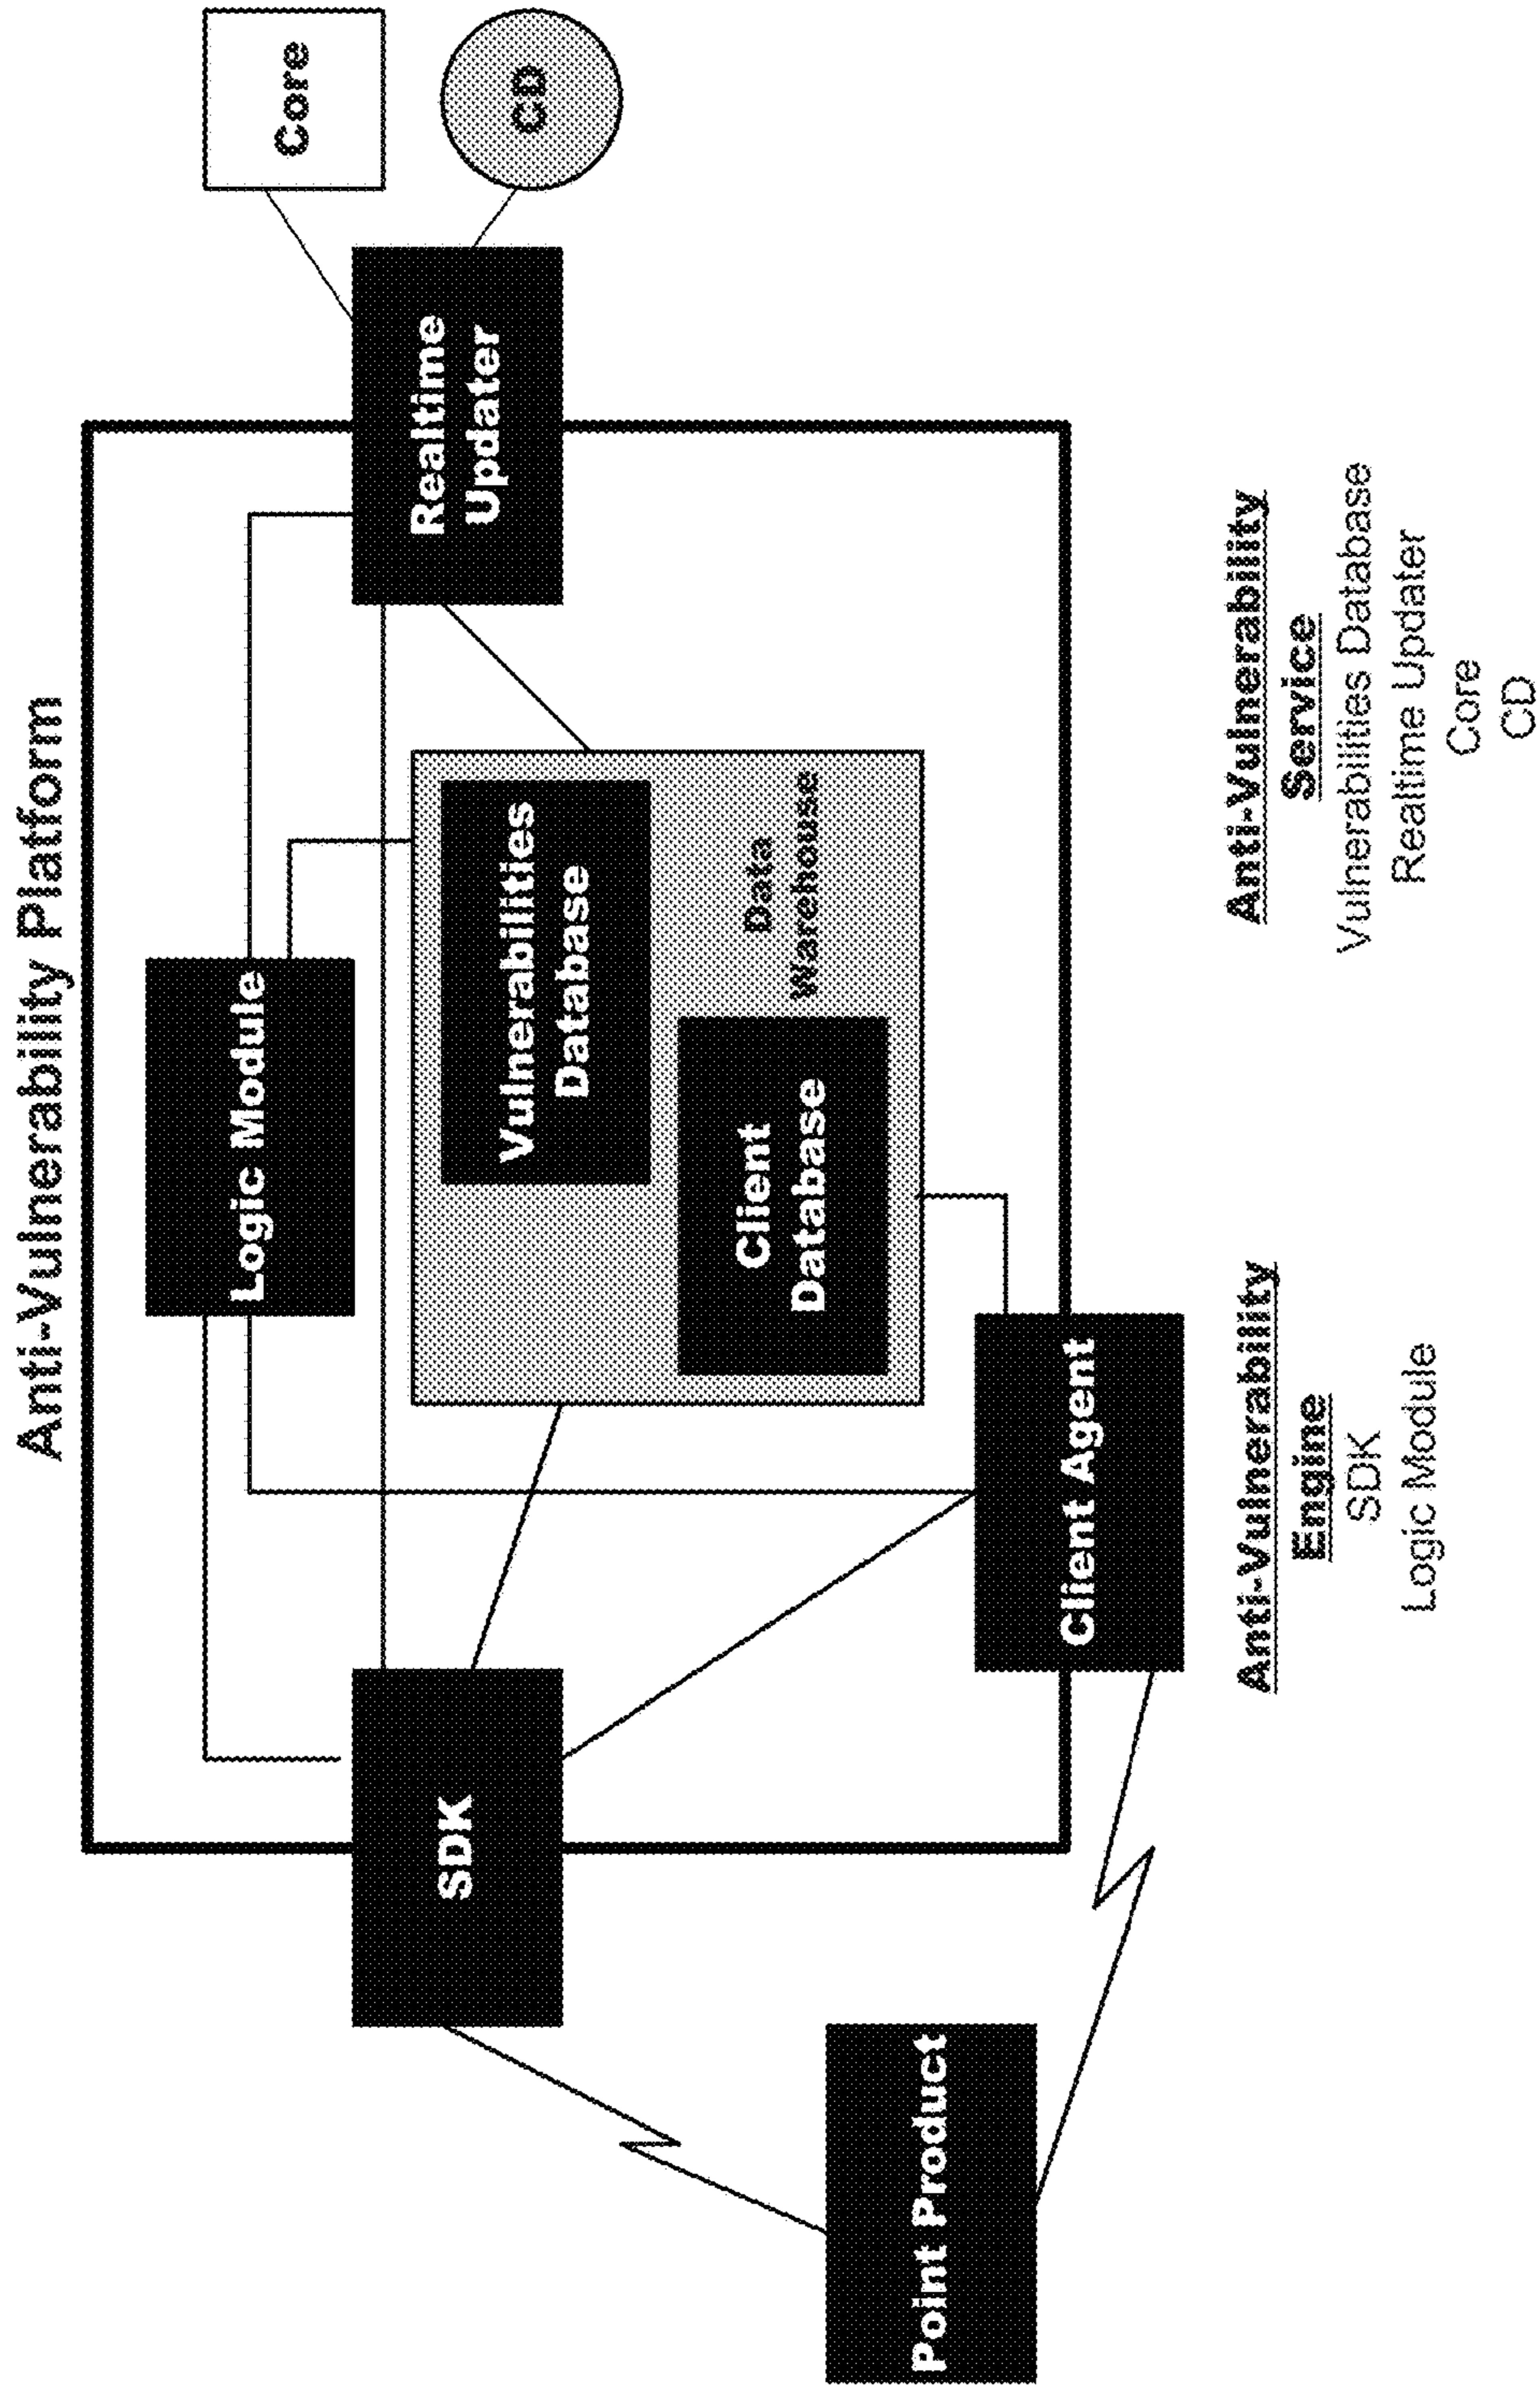 Anti-Vulnerability Platform
Logic Module
Core
CD
Realtime
Updater
SDK
Vulnerabilities
Database
Data
Warehouse
Client
Database
Client Agent
Point Product
Anti-Vulnerability
Engine
SDK
Logic Module
Anti-Vulnerability
Service
Vulnerabilities Database
Realtime Updater
Core
CD